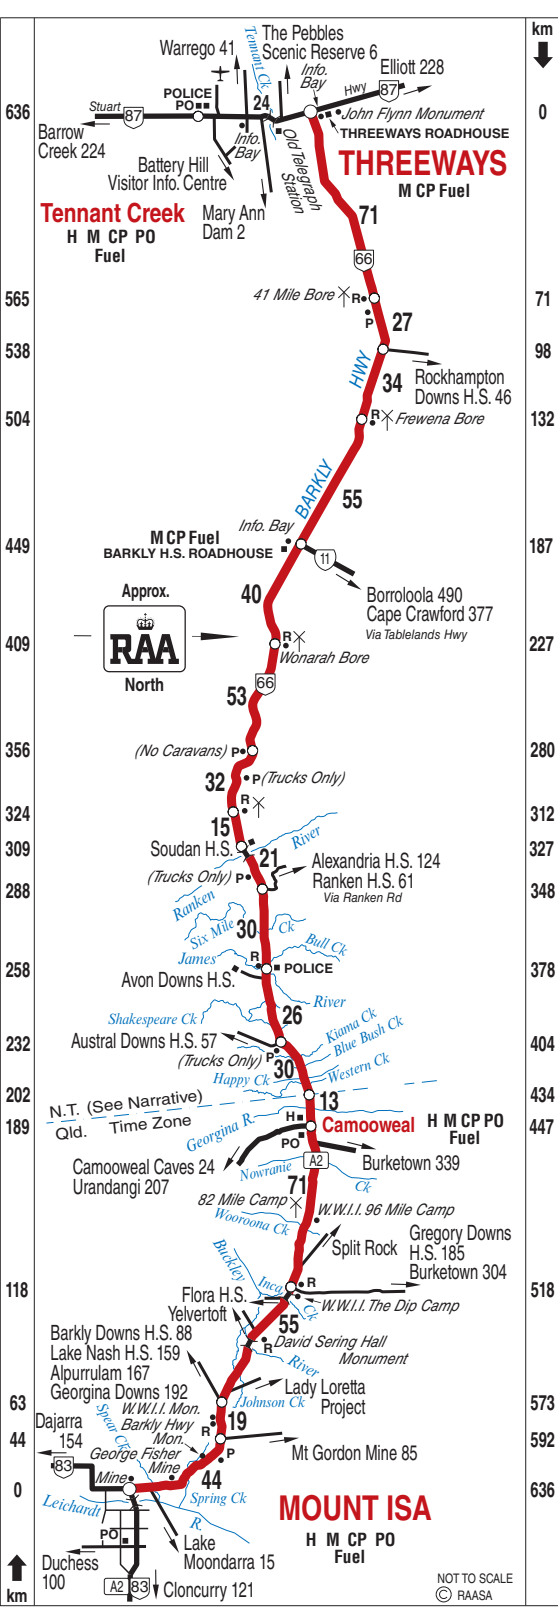 km
The Pebbles
Scenic Reserve 6
Warrego 41
Tennant Ck
Info.
Bay
Elliott 228
Hwy
87
POLICE
PO
24
636
Stuart
87
John Flynn Monument
0
THREEWAYS ROADHOUSE
Barrow
Creek 224
Info.
Bay
Old Telegraph
Station
Battery Hill
Visitor Info. Centre
THREEWAYS
M CP Fuel
Tennant Creek
H M CP PO
Fuel
Mary Ann
Dam 2
71
66
565
41 Mile Bore
R
P
71
27
538
98
HWY
34
Rockhampton
Downs H.S. 46
504
R
Frewena Bore
132
55
BARKLY
Info. Bay
M CP Fuel
BARKLY H.S. ROADHOUSE
449
187
11
Approx.
RAA
North
40
Borroloola 490
Cape Crawford 377
Via Tablelands Hwy
409
R
Wonarah Bore
227
66
53
356
(No Caravans) P
280
32
P (Trucks Only)
324
R
312
15
309
Soudan H.S.
River
327
21
(Trucks Only)
P
Alexandria H.S. 124
Ranken H.S. 61
Via Ranken Rd
288
348
Ranken
Six Mile
30
Ck
Bull Ck
James
R
258
POLICE
378
Avon Downs H.S.
River
Shakespeare Ck
26
Kiama Ck
Blue Bush Ck
232
Austral Downs H.S. 57
404
(Trucks Only)
P
30
Western Ck
Happy Ck
202
N.T. (See Narrative)
13
434
189
Qld. Time Zone
Georgina R.
H
PO
Camooweal
H M CP PO
Fuel
447
Camooweal Caves 24
Urandangi 207
A2
Burketown 339
Nowranie
Ck
71
82 Mile Camp
W.W.I.I. 96 Mile Camp
Wooroona Ck
Split Rock
Gregory Downs
H.S. 185
Burketown 304
Buckley
Inca
Ck
R
118
518
Flora H.S.
Yelvertoft
W.W.I.I. The Dip Camp
55
R
David Sering Hall
Monument
River
Barkly Downs H.S. 88
Lake Nash H.S. 159
Alpurrulam 167
Georgina Downs 192
Lady Loretta
Project
Johnson Ck
63
573
W.W.I.I. Mon.
Barkly Hwy
Mon.
R
19
Dajarra
154
44
592
Spear Ck
P
Mt Gordon Mine 85
George Fisher
Mine
83
Mine
44
0
636
Spring Ck
Leichardt
R.
MOUNT ISA
H M CP PO
Fuel
PO
Lake
Moondarra 15
Duchess
100
A2
83
Cloncurry 121
km
NOT TO SCALE
© RAASA